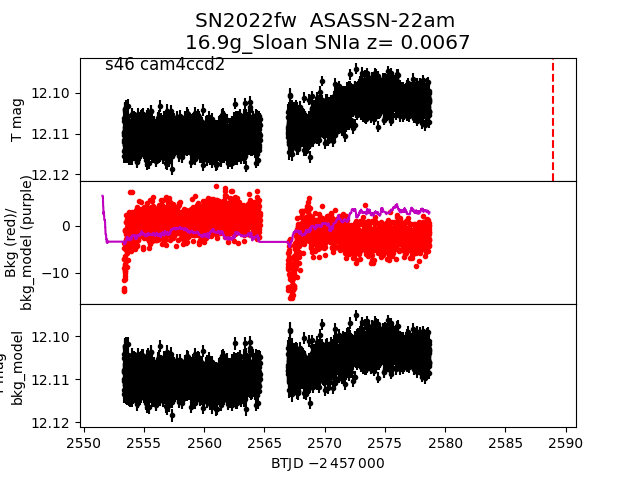 SN2022fw ASASSN-22am
16.9g_Sloan SNIa z= 0.0067
s46 cam4ccd2
T mag
12.10
12.11
12.12
Bkg (red)/
bkg_model (purple)
0
−10
mag
bkg_model
12.10
12.11
12.12
2550 2555 2560 2565 2570 2575 2580 2585 2590
BTJD −2 457 000